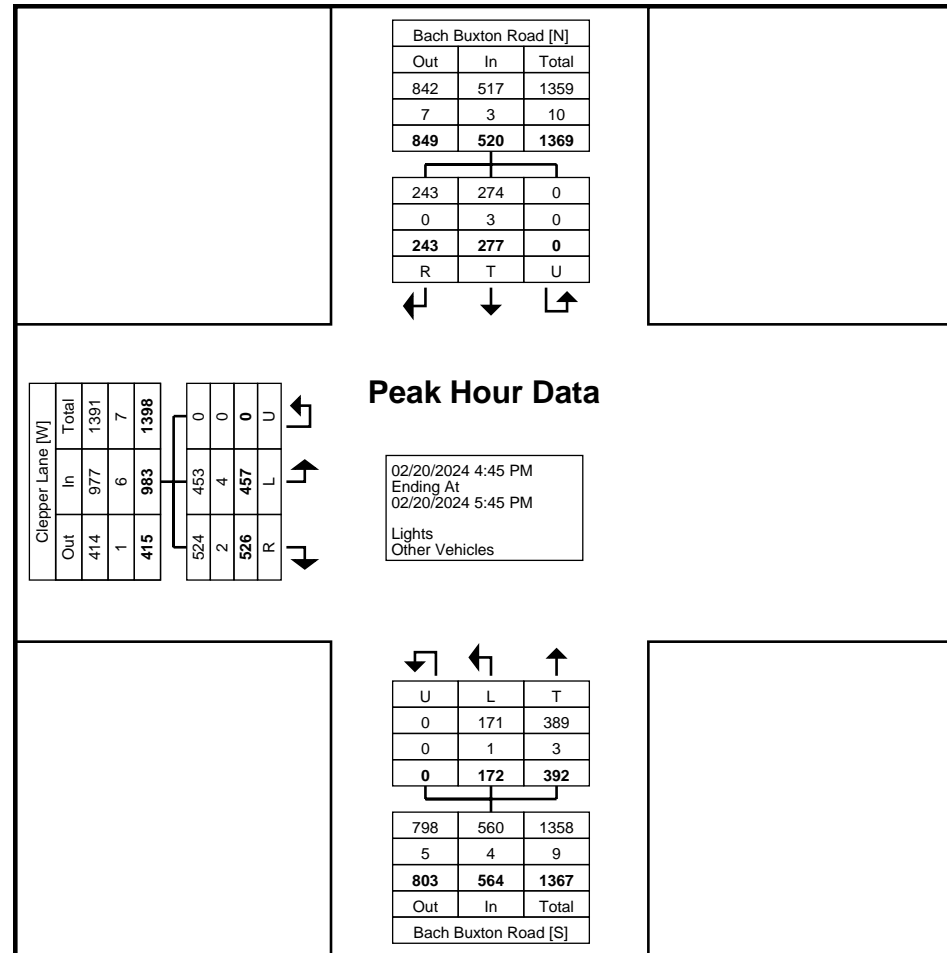 Bach Buxton Road [N]
Out In Total
842 517 1359
7 3 10
849 520 1369
243 274 0
0 3 0
243 277 0
R T U
Peak Hour Data
Clepper Lane [W]
Out In Total
414 977 1391
1 6 7
415 983 1398
524 453 0
2 4 0
526 457 0
R L U
02/20/2024 4:45 PM
Ending At
02/20/2024 5:45 PM
Lights
Other Vehicles
U L T
0 171 389
0 1 3
0 172 392
798 560 1358
5 4 9
803 564 1367
Out In Total
Bach Buxton Road [S]